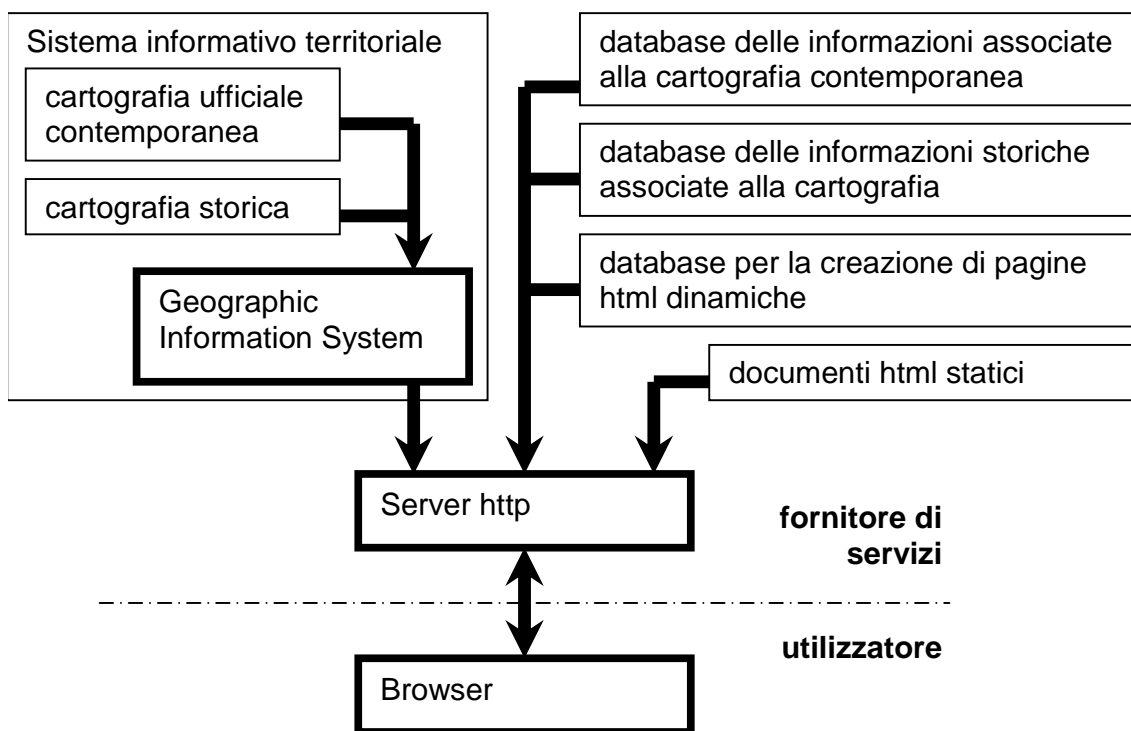 Sistema informativo territoriale
cartografia ufficiale
contemporanea
cartografia storica
Geographic
Information System
database delle informazioni associate
alla cartografia contemporanea
database delle informazioni storiche
associate alla cartografia
database per la creazione di pagine
html dinamiche
documenti html statici
Server http
fornitore di
servizi
utilizzatore
Browser